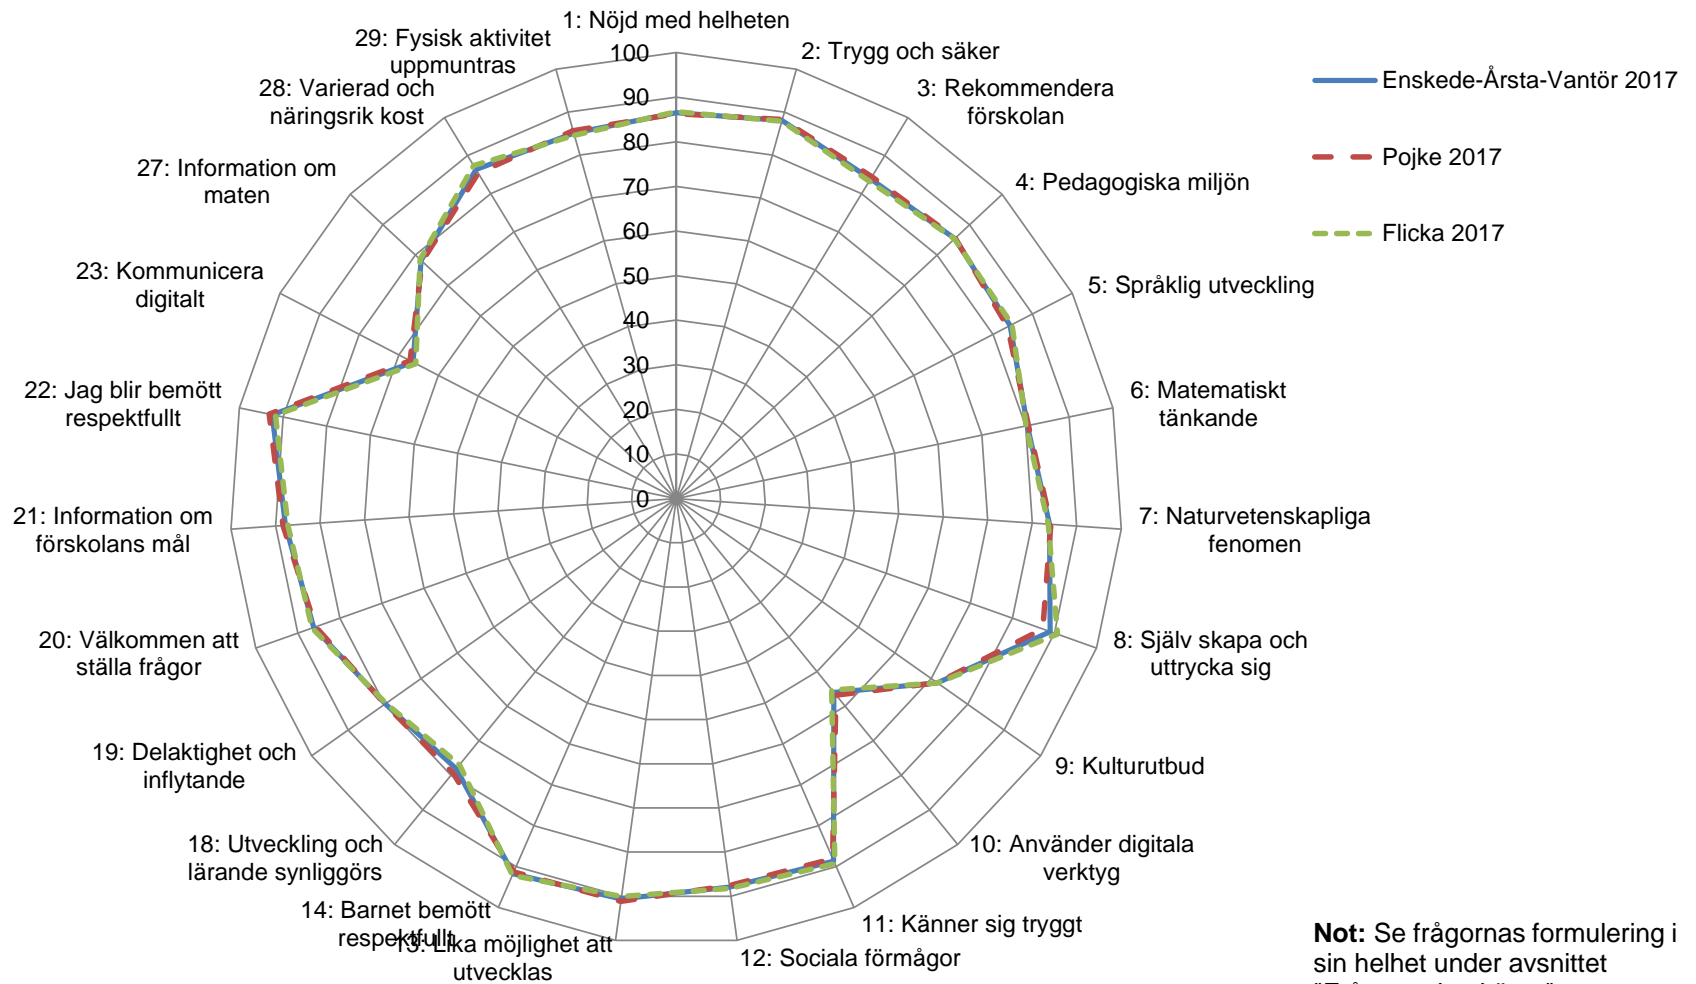 1: Nöjd med helheten
2: Trygg och säker
3: Rekommendera
förskolan
4: Pedagogiska miljön
5: Språklig utveckling
6: Matematiskt
tänkande
7: Naturvetenskapliga
fenomen
8: Själv skapa och
uttrycka sig
9: Kulturutbud
10: Använder digitala
verktyg
11: Känner sig tryggt
12: Sociala förmågor
13: Lika möjlighet att
utvecklas
14: Barnet bemött
respektfullt
18: Utveckling och
lärande synliggörs
19: Delaktighet och
inflytande
20: Välkommen att
ställa frågor
21: Information om
förskolans mål
22: Jag blir bemött
respektfullt
23: Kommunicera
digitalt
27: Information om
maten
28: Varierad och
näringsrik kost
29: Fysisk aktivitet
uppmuntras
100
90
80
70
60
50
40
30
20
10
0
Enskede-Årsta-Vantör 2017
Pojke 2017
Flicka 2017
Not: Se frågornas formulering i
sin helhet under avsnittet